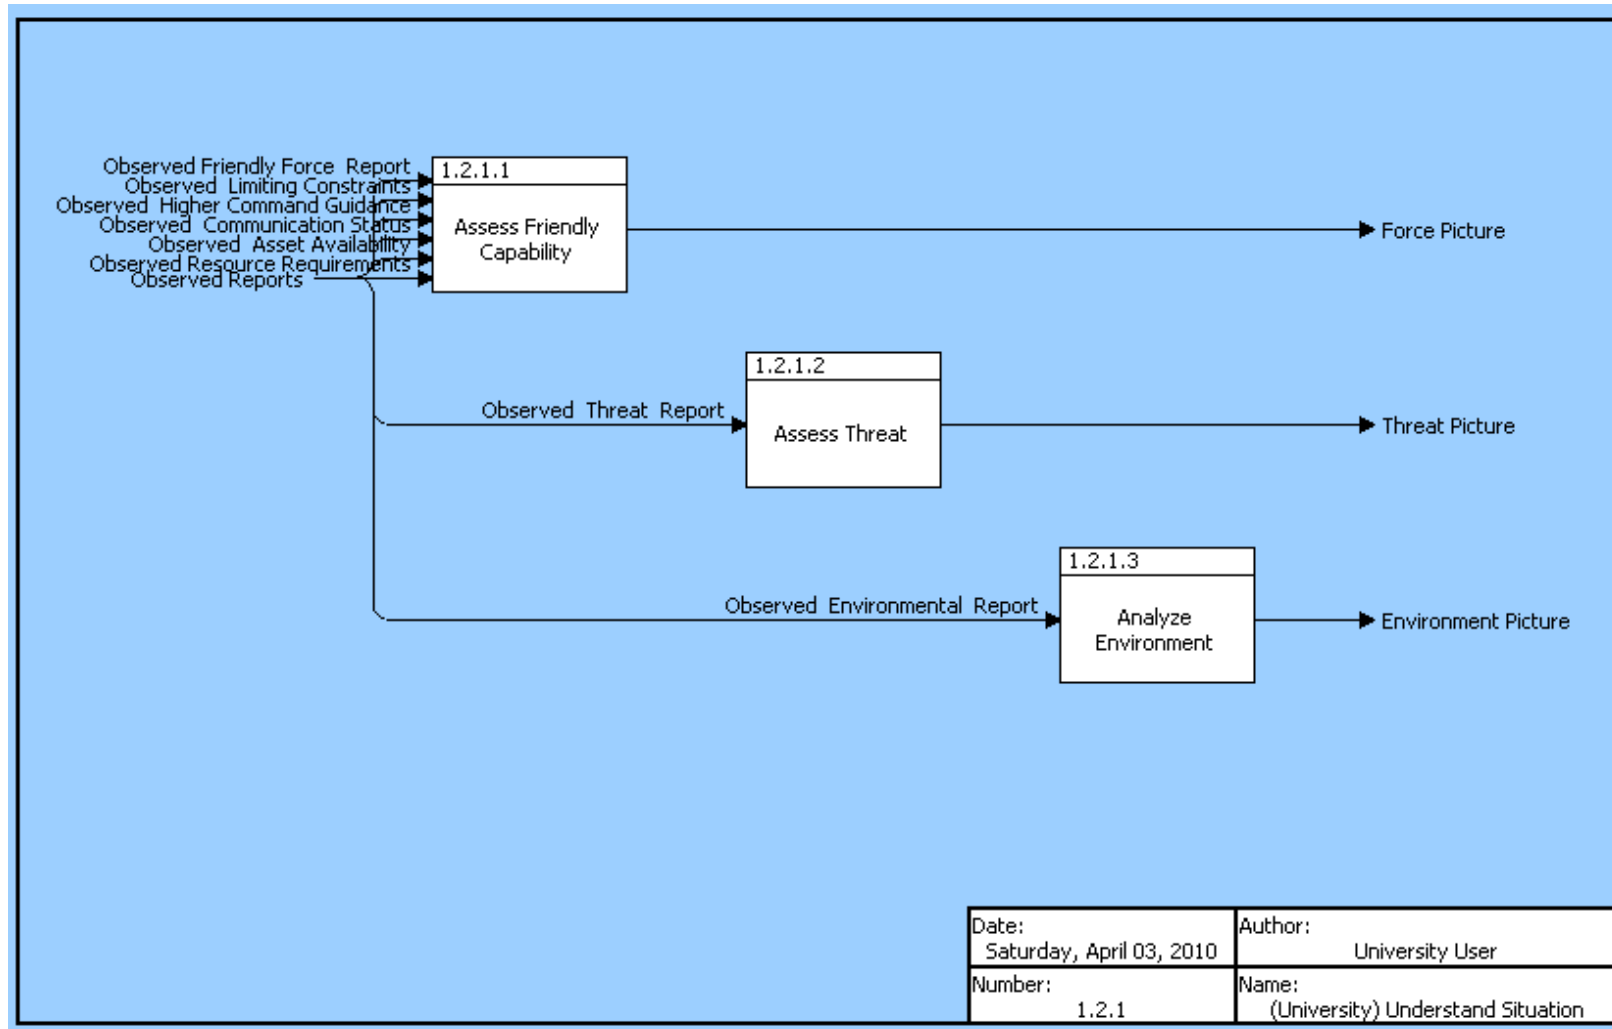 Observed Friendly Force  Report
Observed  Limiting Constraints
Observed  Higher Command Guidance
Observed  Communication Status
Observed  Asset Availability
Observed Resource Requirements
Observed Reports
1.2.1.1
Assess Friendly
Capability
Force Picture
Observed  Threat  Report
1.2.1.2
Assess Threat
Threat Picture
Observed  Environmental  Report
1.2.1.3
Analyze
Environment
Environment Picture
Date:
Saturday, April 03, 2010
Author:
University User
Number:
1.2.1
Name:
(University) Understand Situation